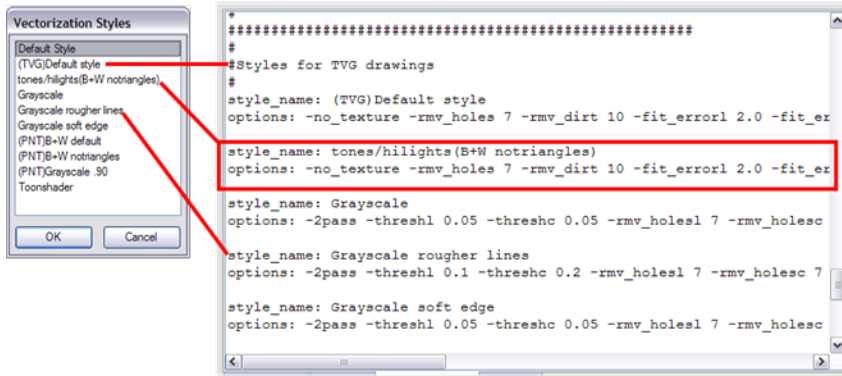 Vectorization Styles
Default Style
(TVG)Default style
tones/hilights(B+W notriangles)
Grayscale
Grayscale rougher lines
Grayscale soft edge
(PNT)B+W default
(PNT)B+W notriangles
(PNT)Grayscale .90
Toonshader
OK
Cancel
#
######################################################
#
#Styles for TVG drawings
#
style_name: (TVG)Default style
options: -no_texture -rmv_holes 7 -rmv_dirt 10 -fit_errorl 2.0 -fit_er
style_name: tones/hilights(B+W notriangles)
options: -no_texture -rmv_holes 7 -rmv_dirt 10 -fit_errorl 2.0 -fit_er
style_name: Grayscale
options: -2pass -threshl 0.05 -threshc 0.05 -rmv_holesl 7 -rmv_holesc
style_name: Grayscale rougher lines
options: -2pass -threshl 0.1 -threshc 0.2 -rmv_holesl 7 -rmv_holesc 7
style_name: Grayscale soft edge
options: -2pass -threshl 0.05 -threshc 0.05 -rmv_holesl 7 -rmv_holesc